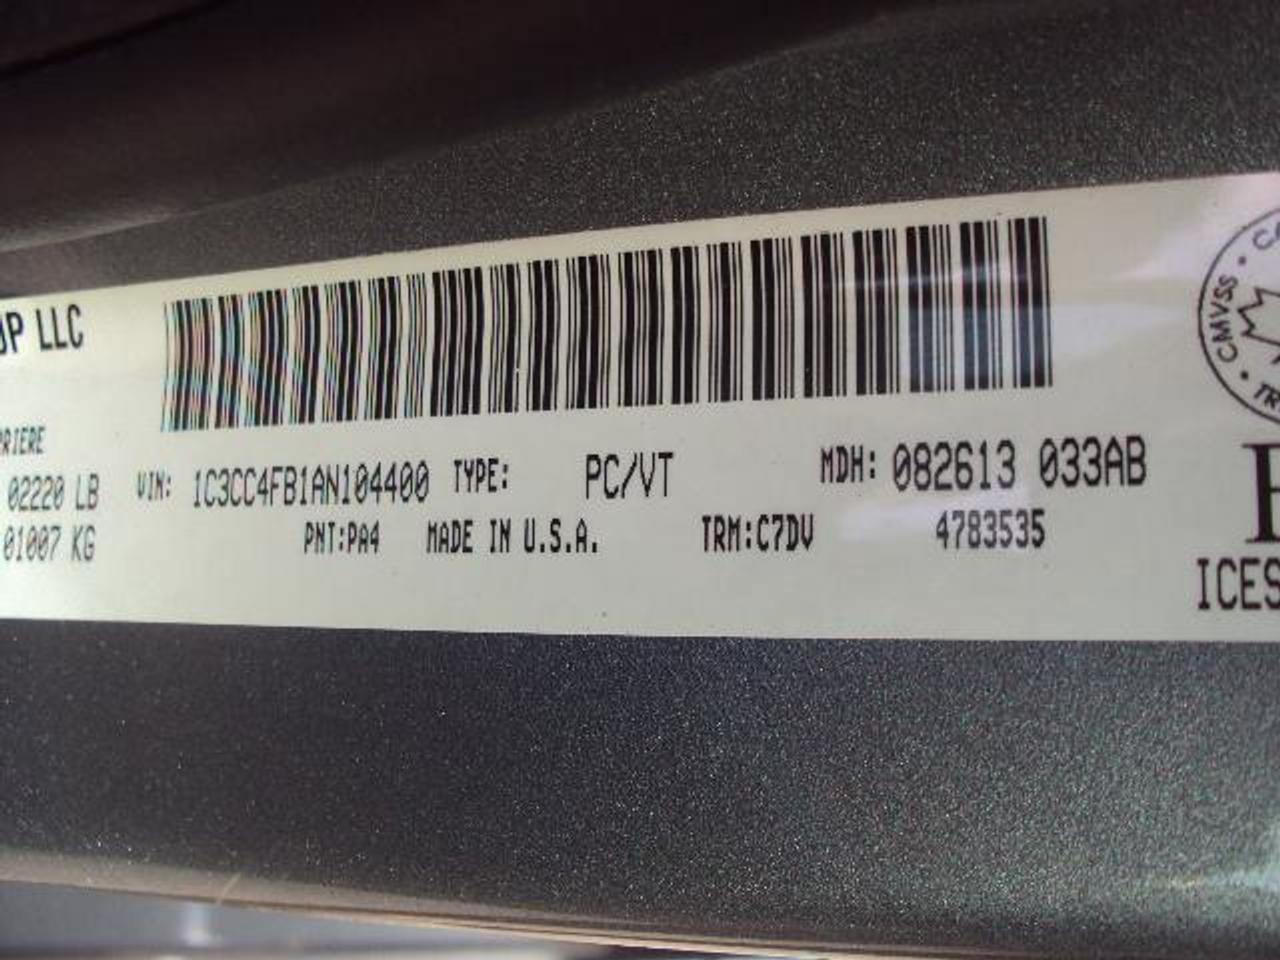 UP LLC
RIERE
02220 LB
01007 KG
VIN: 1C3CC4FB1AN104400 TYPE: PC/VT MDH: 082613 033AB
PNT:PA4 MADE IN U.S.A. TRM:C7DV 4783535
CMVSS
ICES